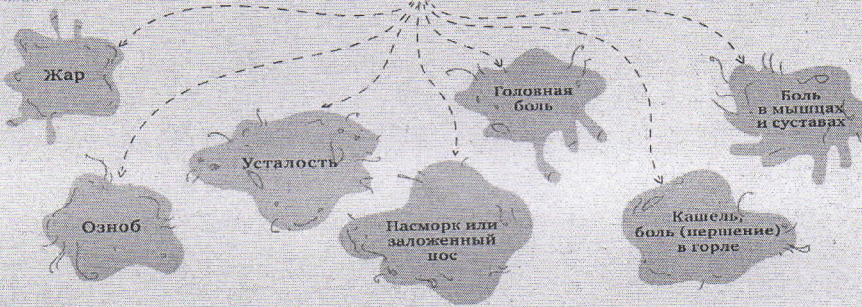 Жар
Головная
боль
Боль
в мышцах
и суставах
Усталость
Озноб
Насморк или
заложенный
нос
Кашель,
боль (першение)
в горле